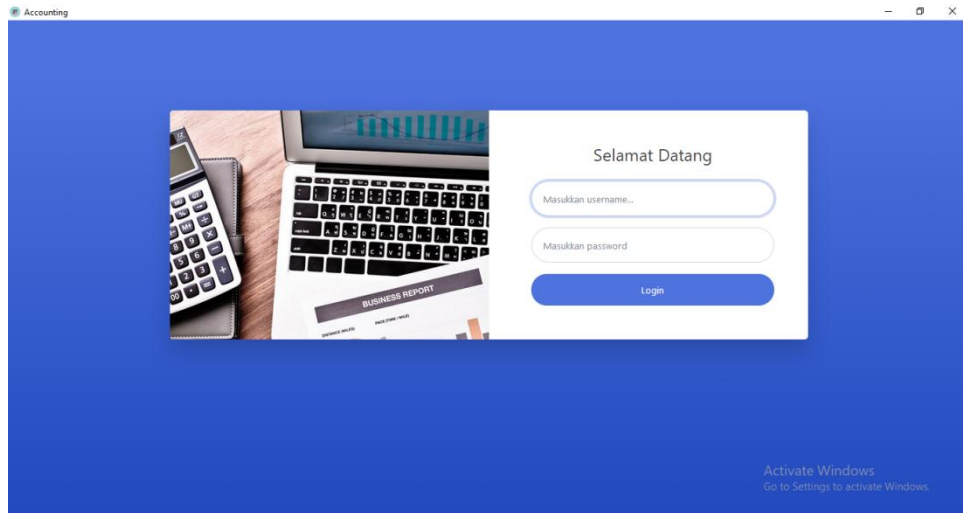 Accounting
Selamat Datang
Masukkan username...
Masukkan password
Login
BUSINESS REPORT
Activate Windows
Go to Settings to activate Windows.